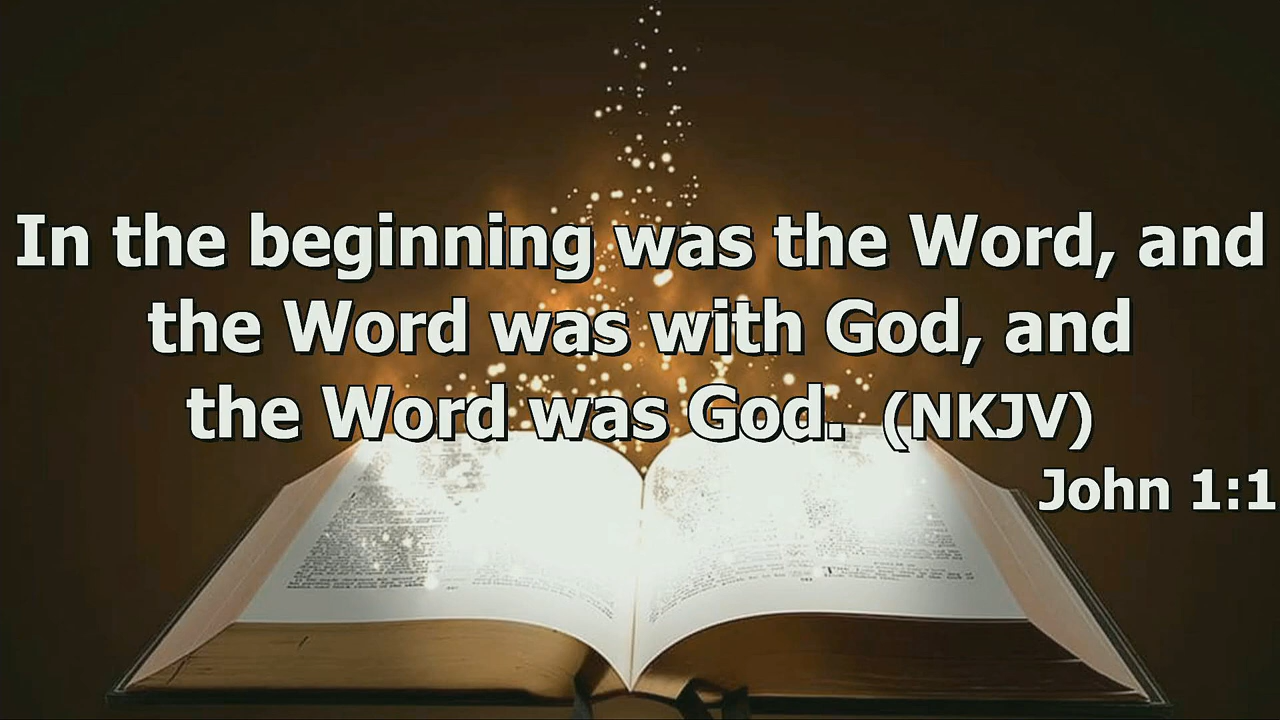 In the beginning was the Word, and
the Word was with God, and
the Word was God. (NKJV)
John 1:1